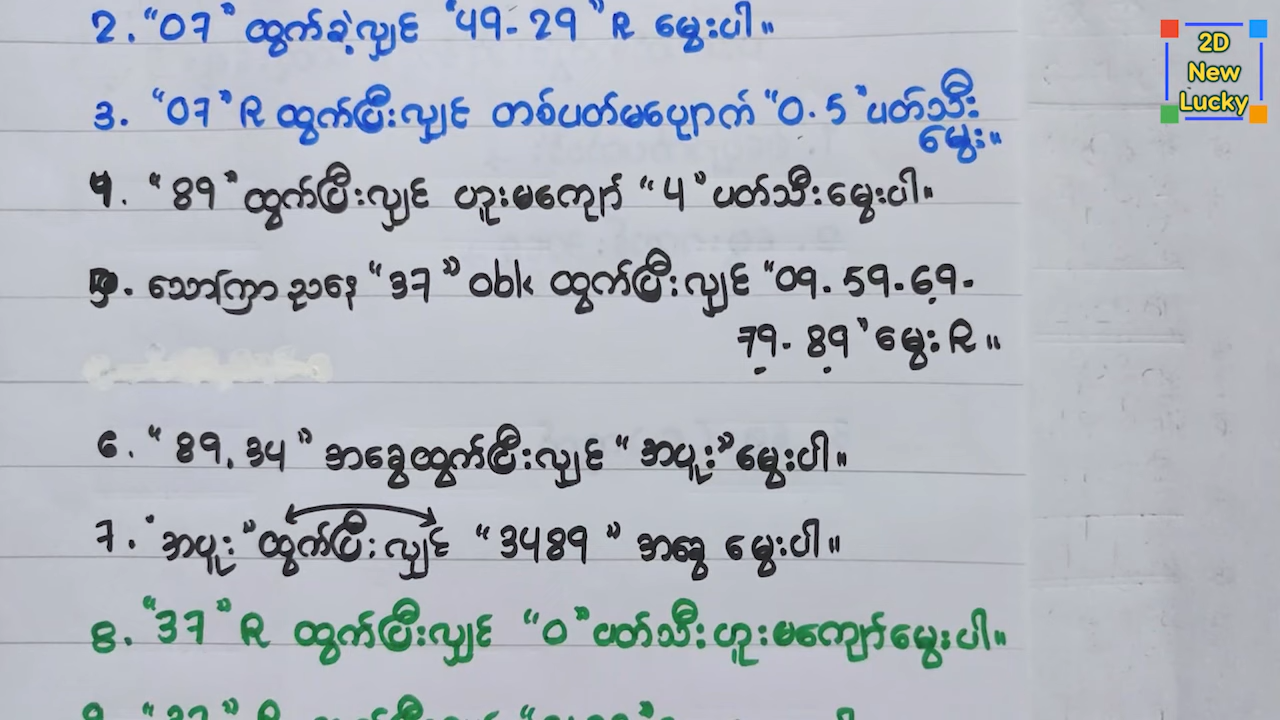 2. "07" ထွက်ခဲ့လျှင် "49-29" R မွေးပါ။
3. "07" R ထွက်ပြီးလျှင် တစ်ပတ်မပျောက် "0.5" ပတ်သီး
မွေး။
4. "89" ထွက်ပြီးလျှင် ဟူးမကျော် "4" ပတ်သီးမွေးပါ။
5. သောကြာ ညနေ "37" obk ထွက်ပြီးလျှင် "09. 59. 69.
79. 89" မွေး R ။
6. "89, 34" အခွေထွက်ပြီးလျှင် "အပူး" မွေးပါ။
7. "အပူး" ထွက်ပြီးလျှင် "3489" အခွေ မွေးပါ။
8. "37" R ထွက်ပြီးလျှင် "0" ပတ်သီးဟူးမကျော်မွေးပါ။
2D
New
Lucky